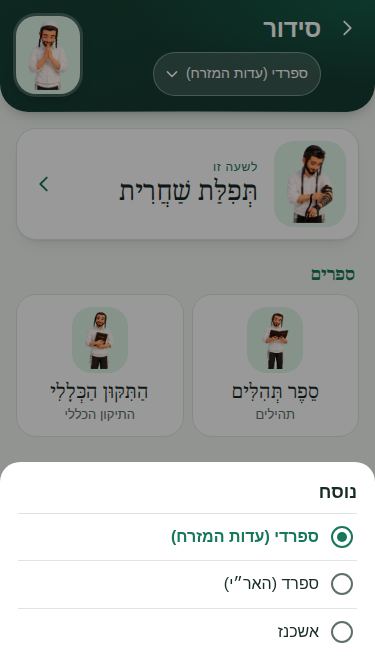 סידור
ספרדי (עדות המזרח)
לשעה זו
תְּפִלַּת שַׁחֲרִית
ספרים
סֵפֶר תְּהִלִּים
תהילים
הַתִּקּוּן הַכְּלָלִי
התיקון הכללי
נוסח
ספרדי (עדות המזרח)
ספרד (האר״י)
אשכנז